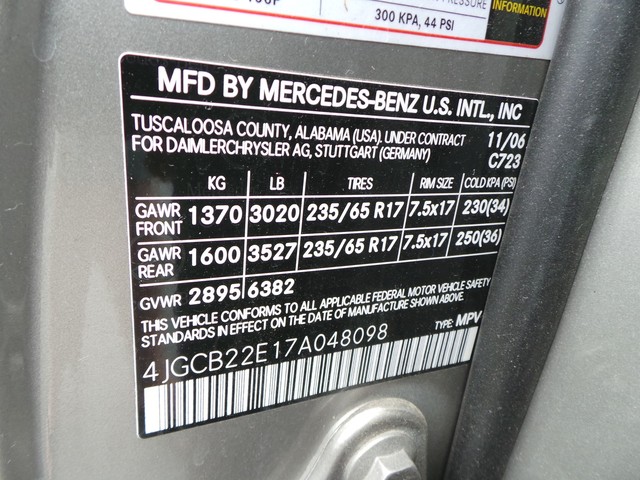 PRESSURE
INFORMATION
300 KPA, 44 PSI
MFD BY MERCEDES-BENZ U.S. INTL., INC
TUSCALOOSA COUNTY, ALABAMA (USA). UNDER CONTRACT 11/06
FOR DAIMLERCHRYSLER AG, STUTTGART (GERMANY) C723
KG LB TIRES RIM SIZE COLD KPA (PSI)
GAWR FRONT 1370 3020 235/65 R17 7.5x17 230(34)
GAWR REAR 1600 3527 235/65 R17 7.5x17 250(36)
GVWR 2895 6382
THIS VEHICLE CONFORMS TO ALL APPLICABLE FEDERAL MOTOR VEHICLE SAFETY
STANDARDS IN EFFECT ON THE DATE OF MANUFACTURE SHOWN ABOVE. TYPE: MPV
4JGCB22E17A048098